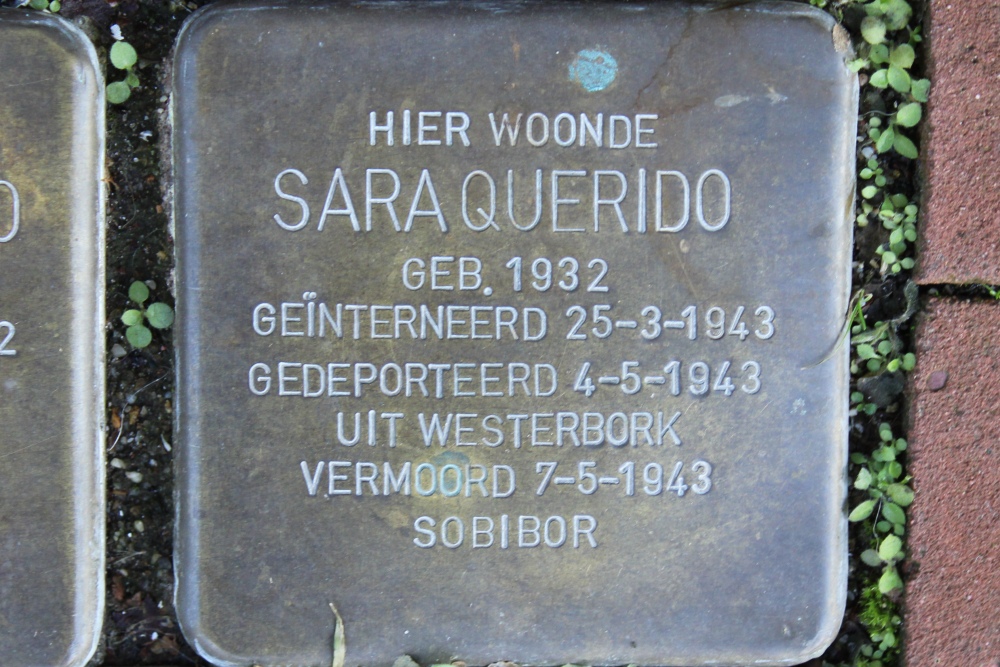 HIER WOONDE
SARA QUERIDO
GEB. 1932
GEÏNTERNEERD 25-3-1943
GEDEPORTEERD 4-5-1943
UIT WESTERBORK
VERMOORD 7-5-1943
SOBIBOR